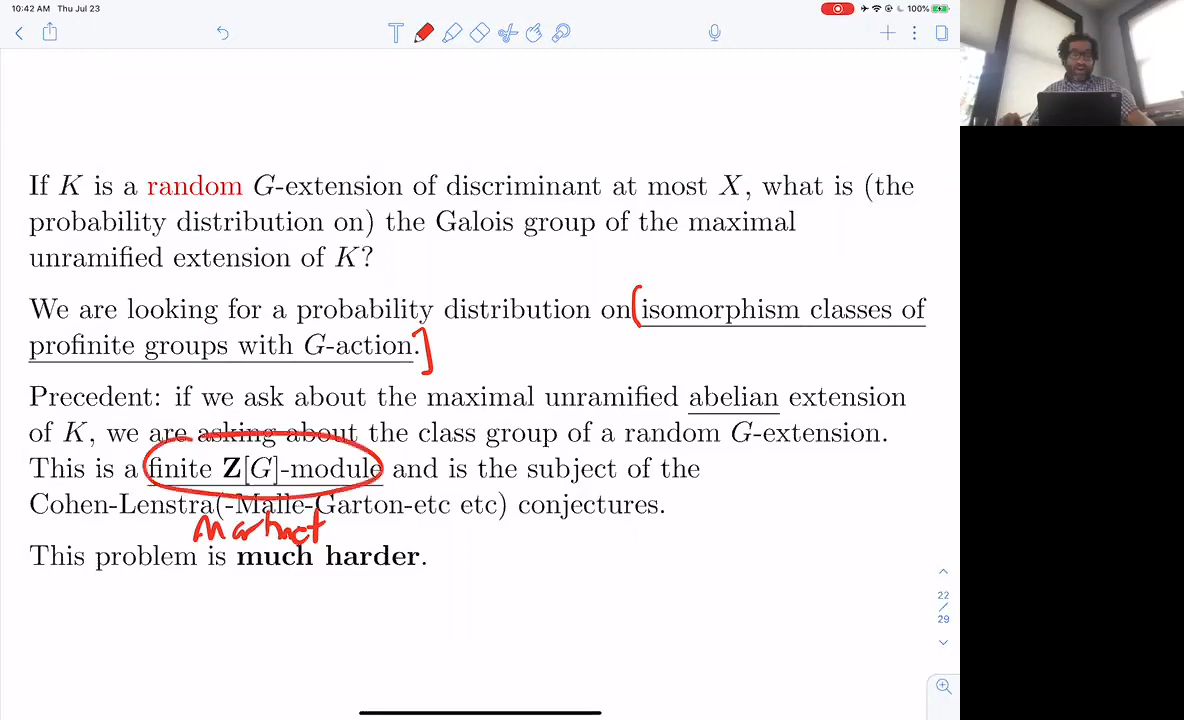 10:42 AM Thu Jul 23
100%
If K is a random G-extension of discriminant at most X, what is (the
probability distribution on) the Galois group of the maximal
unramified extension of K?
We are looking for a probability distribution on (isomorphism classes of
profinite groups with G-action.]
Precedent: if we ask about the maximal unramified abelian extension
of K, we are asking about the class group of a random G-extension.
This is a finite Z[G]-module and is the subject of the
Cohen-Lenstra(-Malle-Garton-etc etc) conjectures.
Martinet
This problem is much harder.
22
/
29